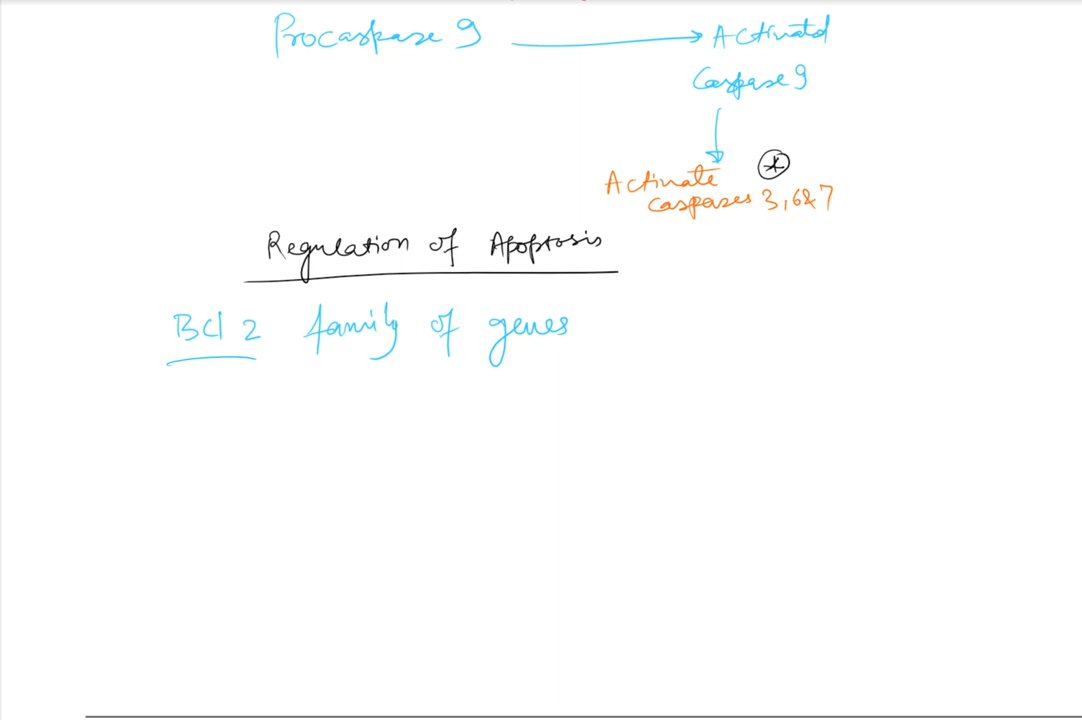 Procaspase 9 → Activated
Caspase 9
Activate
caspases 3, 6 & 7
Regulation of Apoptosis
Bcl 2 family of genes